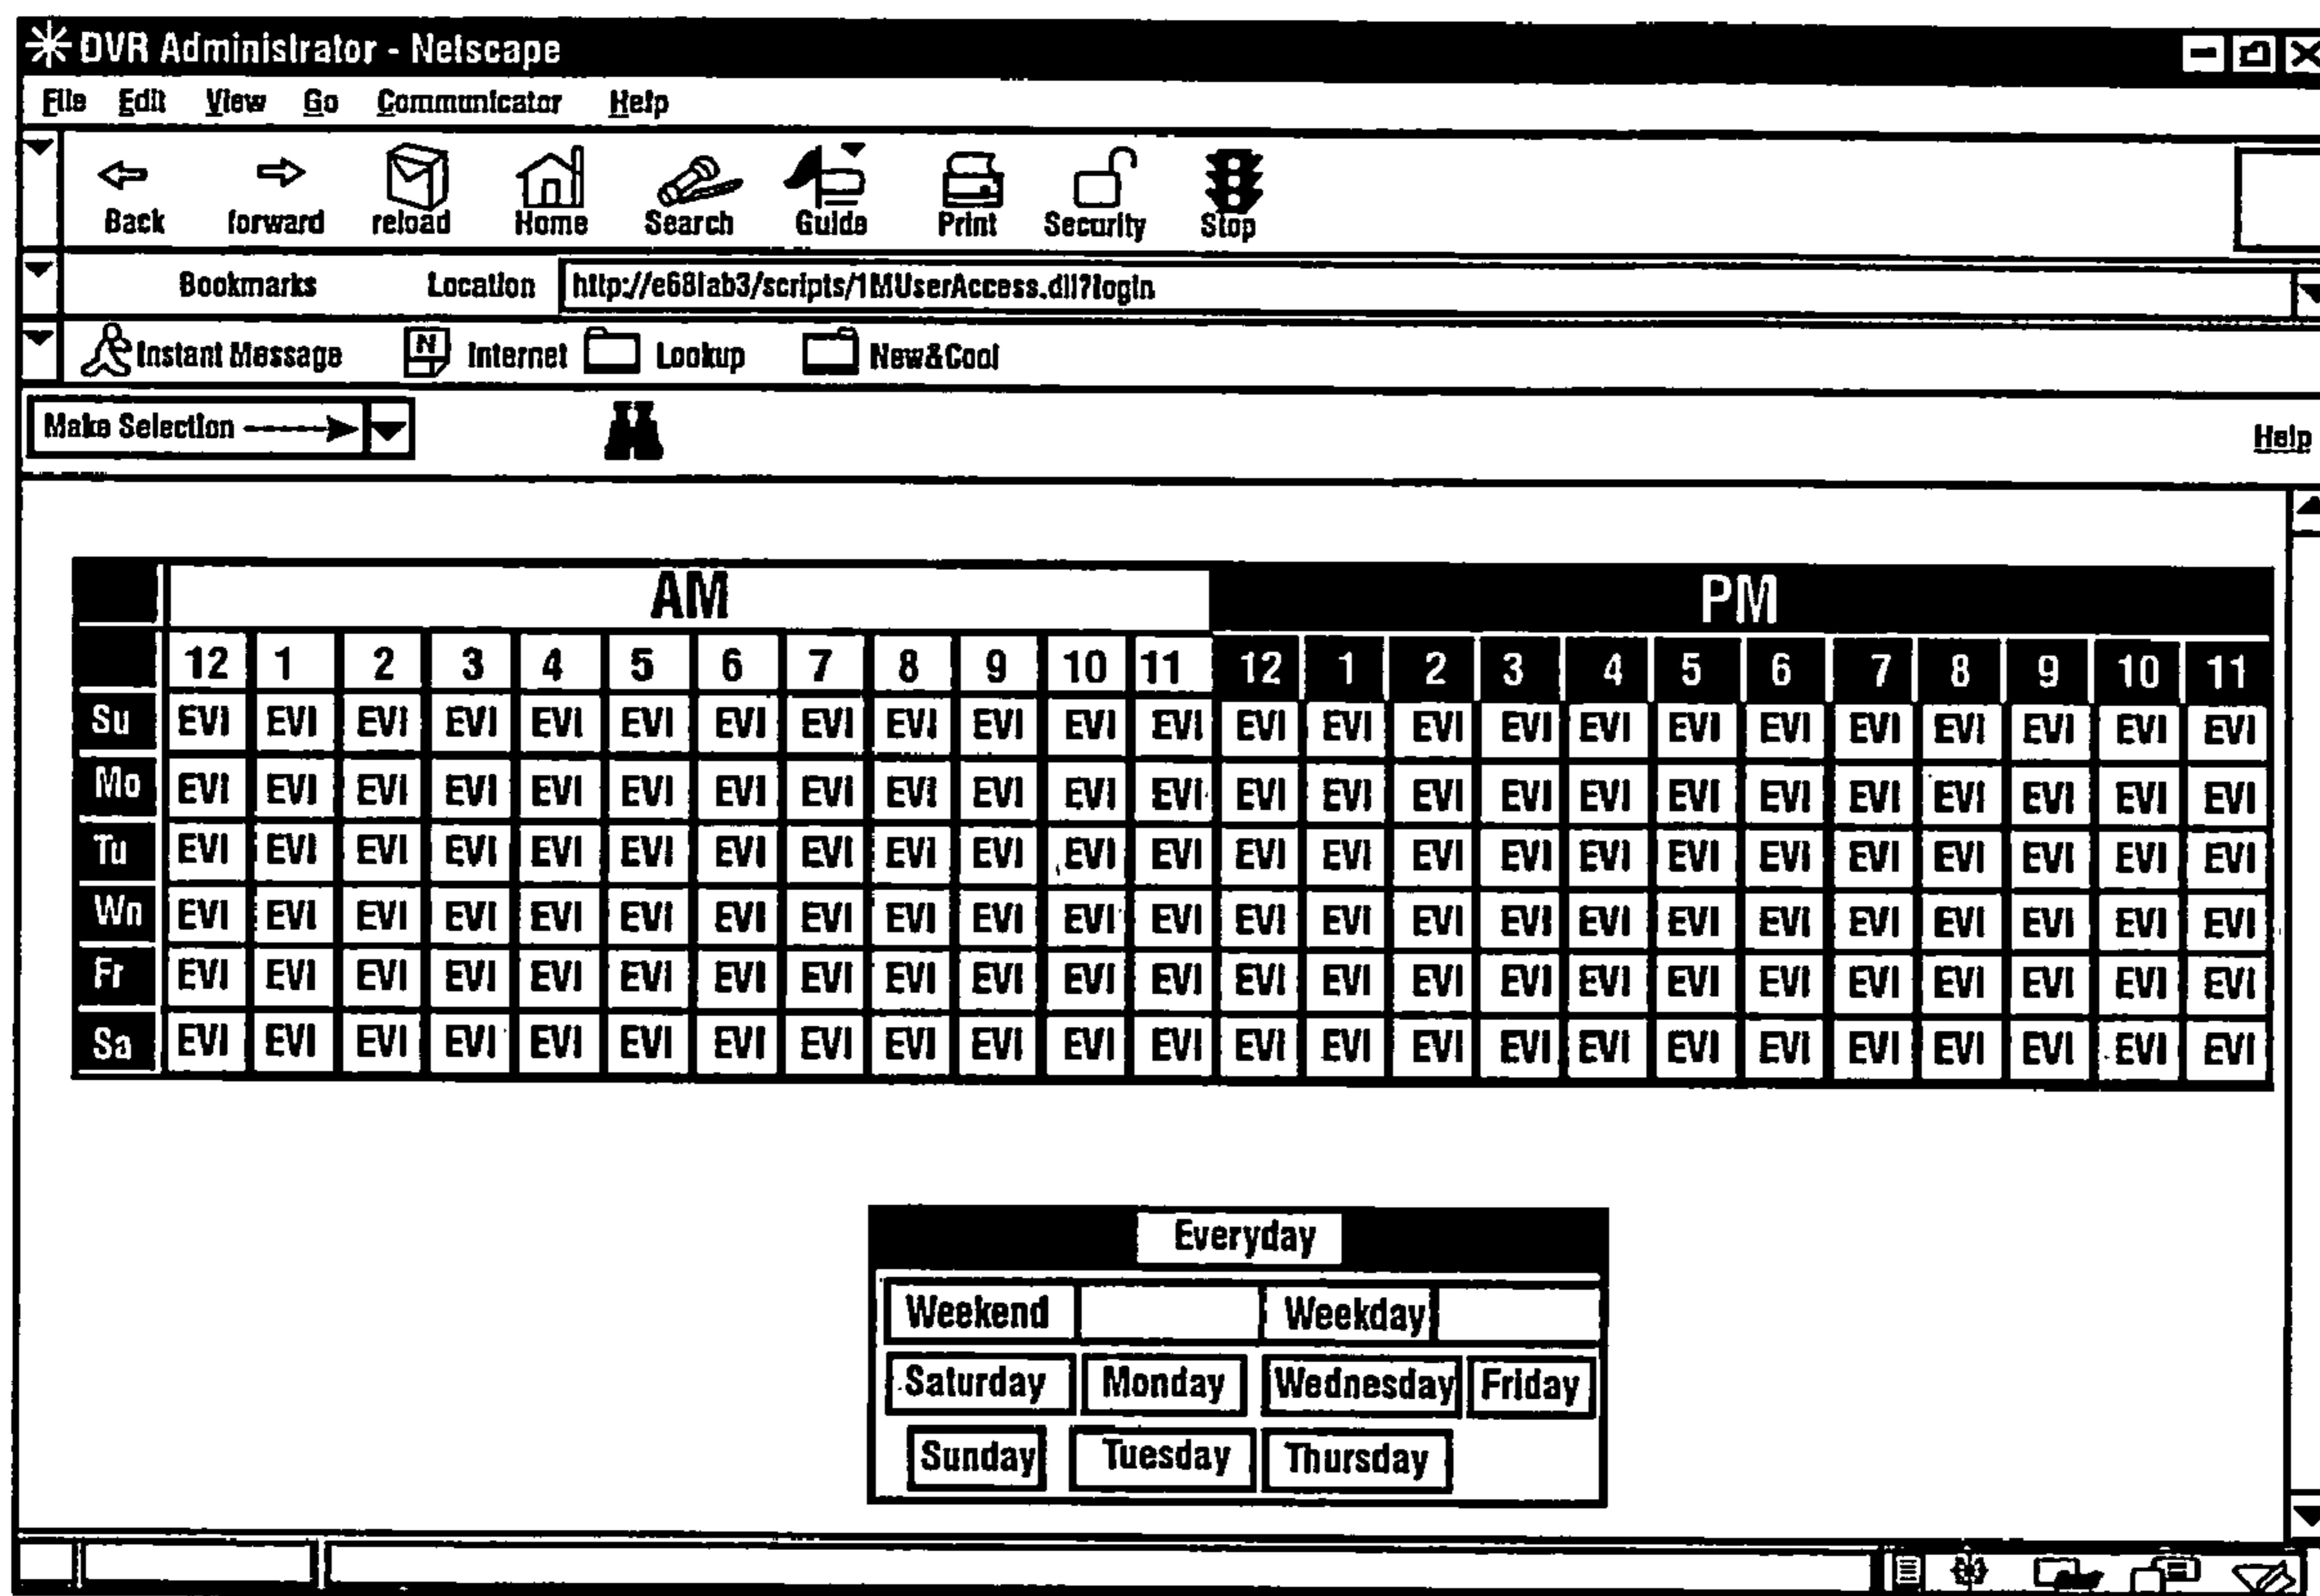 DVR Administrator - Netscape
File Edit View Go Communicator Help
Back forward reload Home Search Guide Print Security Stop
Bookmarks Location http://e68lab3/scripts/1MUserAccess.dll?login
Instant Message N Internet Lookup New&Cool
Make Selection Help
AM PM
12 1 2 3 4 5 6 7 8 9 10 11 12 1 2 3 4 5 6 7 8 9 10 11
Su EVI EVI EVI EVI EVI EVI EVI EVI EVI EVI EVI EVI EVI EVI EVI EVI EVI EVI EVI EVI EVI EVI EVI EVI
Mo EVI EVI EVI EVI EVI EVI EVI EVI EVI EVI EVI EVI EVI EVI EVI EVI EVI EVI EVI EVI EVI EVI EVI EVI
Tu EVI EVI EVI EVI EVI EVI EVI EVI EVI EVI EVI EVI EVI EVI EVI EVI EVI EVI EVI EVI EVI EVI EVI EVI
Wn EVI EVI EVI EVI EVI EVI EVI EVI EVI EVI EVI EVI EVI EVI EVI EVI EVI EVI EVI EVI EVI EVI EVI EVI
Fr EVI EVI EVI EVI EVI EVI EVI EVI EVI EVI EVI EVI EVI EVI EVI EVI EVI EVI EVI EVI EVI EVI EVI EVI
Sa EVI EVI EVI EVI EVI EVI EVI EVI EVI EVI EVI EVI EVI EVI EVI EVI EVI EVI EVI EVI EVI EVI EVI EVI
Everyday
Weekend Weekday
Saturday Monday Wednesday Friday
Sunday Tuesday Thursday